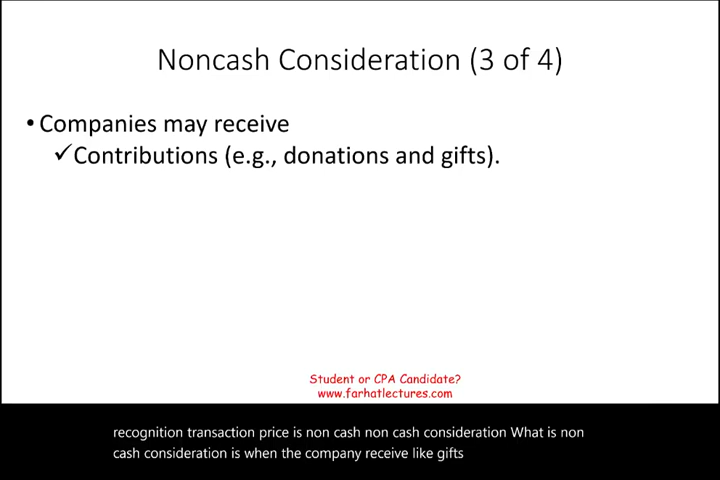 Noncash Consideration (3 of 4)
• Companies may receive
✓Contributions (e.g., donations and gifts).
Student or CPA Candidate?
www.farhatlectures.com
recognition transaction price is non cash non cash consideration What is non
cash consideration is when the company receive like gifts